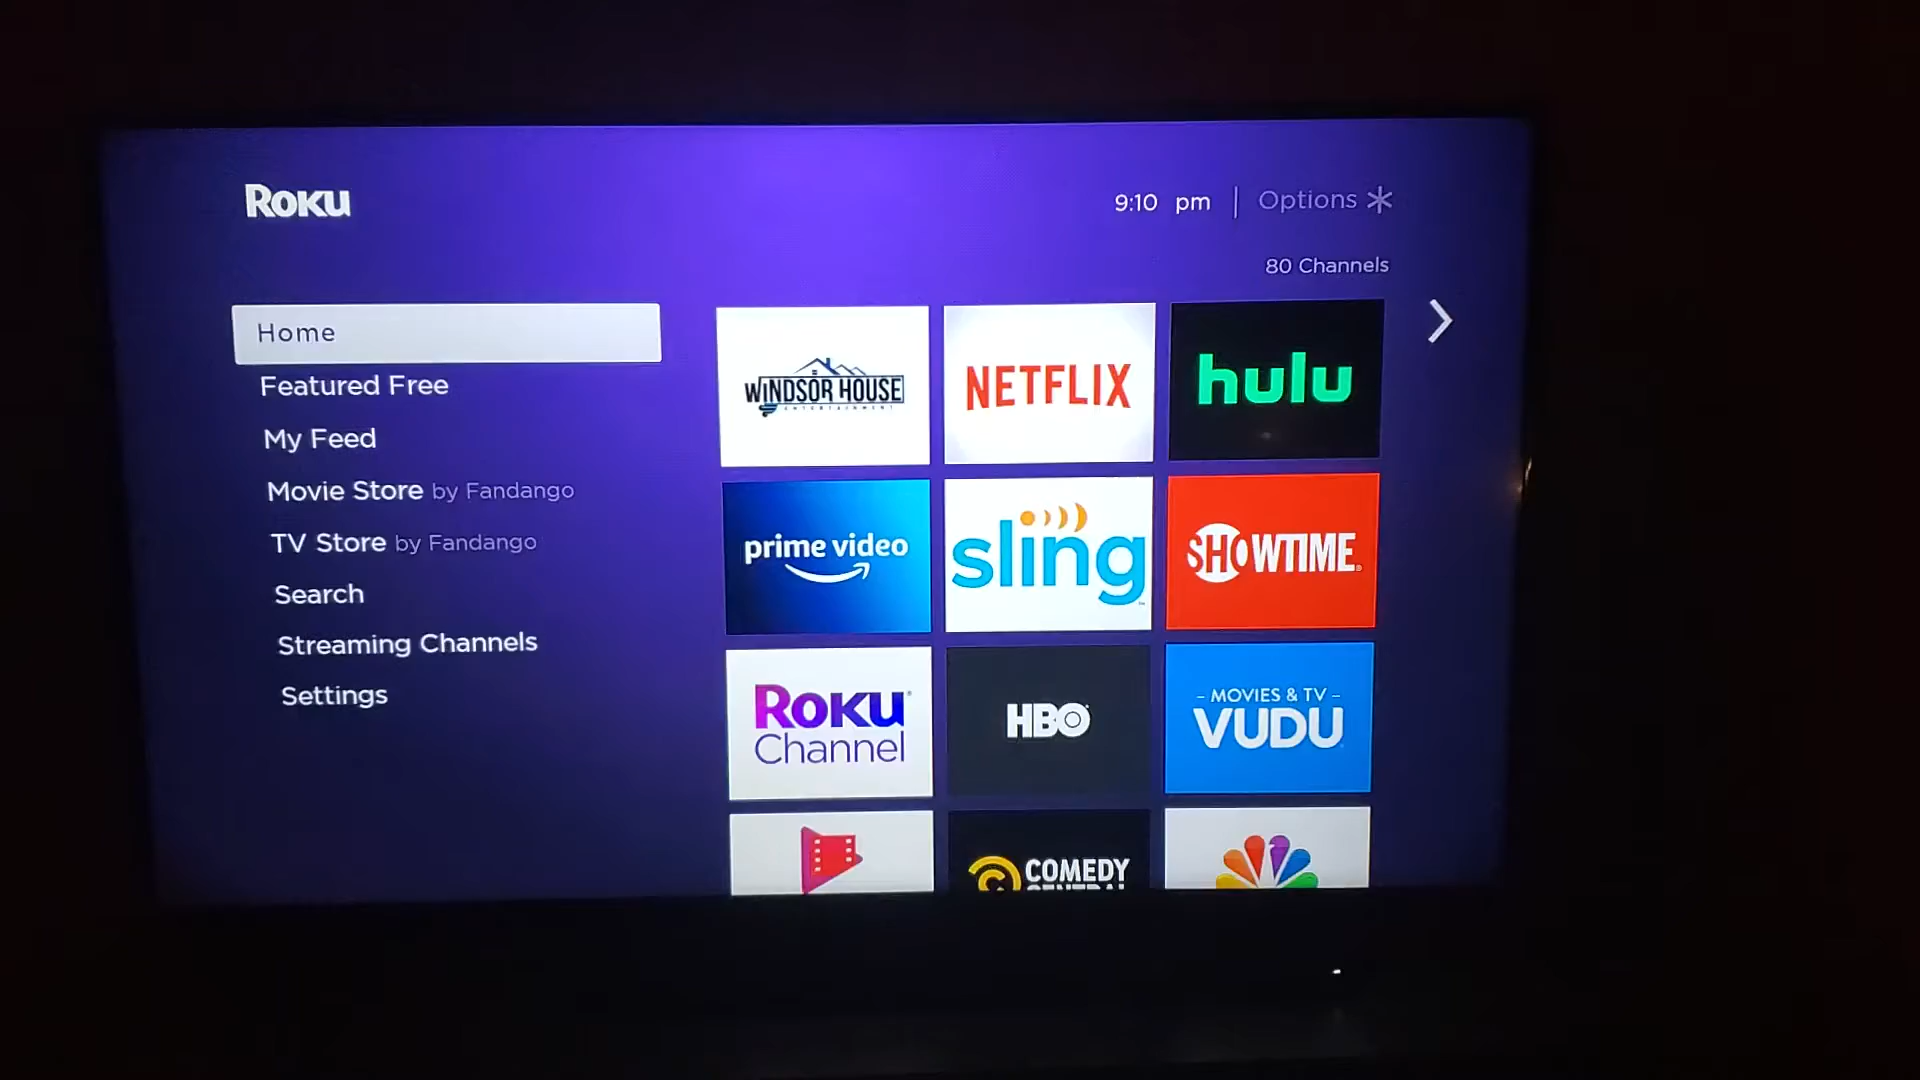 Roku
9:10 pm | Options *
80 Channels
Home
Featured Free
My Feed
Movie Store by Fandango
TV Store by Fandango
Search
Streaming Channels
Settings
WINDSOR HOUSE
ENTERTAINMENT
NETFLIX
hulu
prime video
sling
SHOWTIME
Roku
Channel
HBO
- MOVIES & TV -
VUDU
COMEDY
CENTRAL